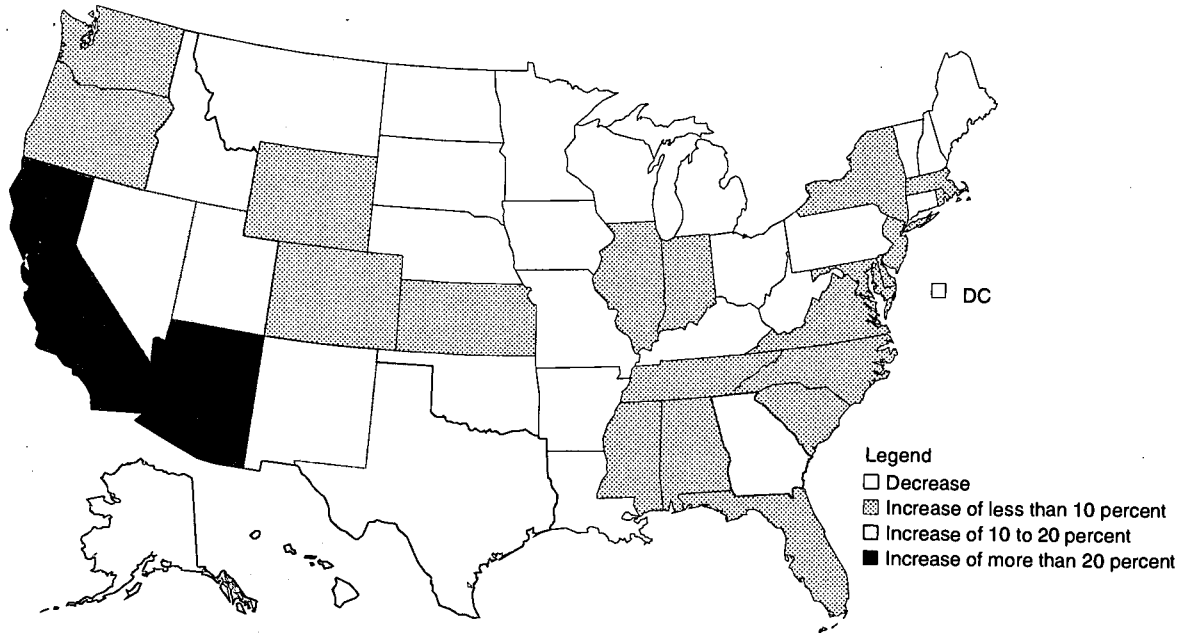 DC
Legend
Decrease
Increase of less than 10 percent
Increase of 10 to 20 percent
Increase of more than 20 percent